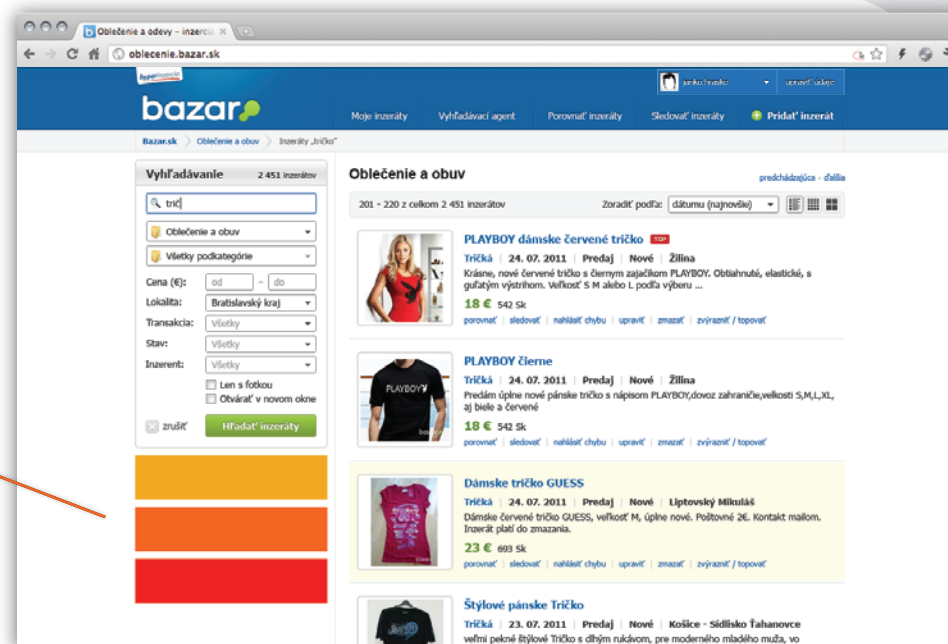 Oblečenie a odevy – inzercia
oblecenie.bazar.sk
bazar
upraviť údaje
Moje inzeráty Vyhľadávací agent Porovnať inzeráty Sledovať inzeráty Pridať inzerát
Bazar.sk Oblečenie a obuv Inzeráty „tričko"
Vyhľadávanie 2 451 inzerátov
trič
Oblečenie a obuv
Všetky podkategórie
Cena (€): od – do
Lokalita: Bratislavský kraj
Transakcia: Všetky
Stav: Všetky
Inzerent: Všetky
Len s fotkou
Otvárať v novom okne
zrušiť Hľadať inzeráty
Oblečenie a obuv
predchádzajúca - ďalšia
201 - 220 z celkom 2 451 inzerátov Zoradiť podľa: dátumu (najnovšie)
PLAYBOY dámske červené tričko TOP
Tričká | 24. 07. 2011 | Predaj | Nové | Žilina
Krásne, nové červené tričko s čiernym zajačikom PLAYBOY. Obtiahnuté, elastické, s
guľatým výstrihom. Veľkosť S M alebo L podľa výberu ...
18 € 542 Sk
porovnať | sledovať | nahlásiť chybu | upraviť | zmazať | zvýrazniť / topovať
PLAYBOY
PLAYBOY čierne
Tričká | 24. 07. 2011 | Predaj | Nové | Žilina
Predám úplne nové pánske tričko s nápisom PLAYBOY,dovoz zahraničie,velkosti S,M,L,XL,
aj biele a červené
18 € 542 Sk
porovnať | sledovať | nahlásiť chybu | upraviť | zmazať | zvýrazniť / topovať
Dámske tričko GUESS
Tričká | 24. 07. 2011 | Predaj | Nové | Liptovský Mikuláš
Dámske červené tričko GUESS, veľkosť M, úplne nové. Poštovné 2€. Kontakt mailom.
Inzerát platí do zmazania.
23 € 693 Sk
porovnať | sledovať | nahlásiť chybu | upraviť | zmazať | zvýrazniť / topovať
Štýlové pánske Tričko
Tričká | 23. 07. 2011 | Predaj | Nové | Košice - Sídlisko Ťahanovce
veľmi pekné štýlové Tričko s dlhým rukávom, pre moderného mladého muža, vo